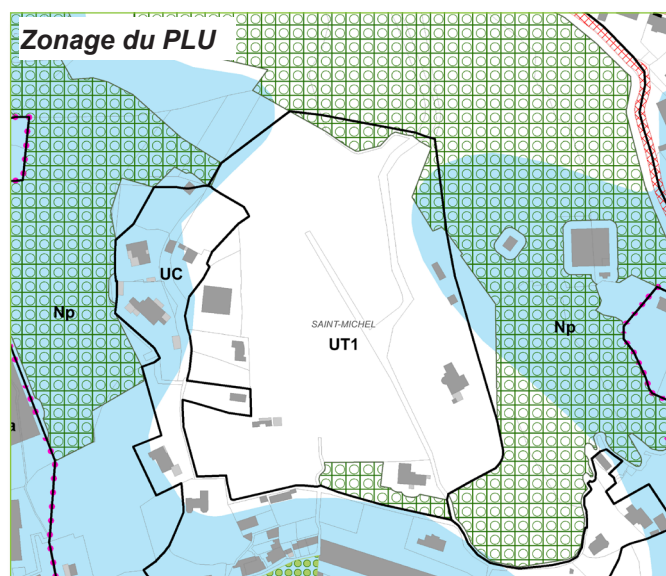 Zonage du PLU
UC
Np
SAINT-MICHEL
UT1
Np
a